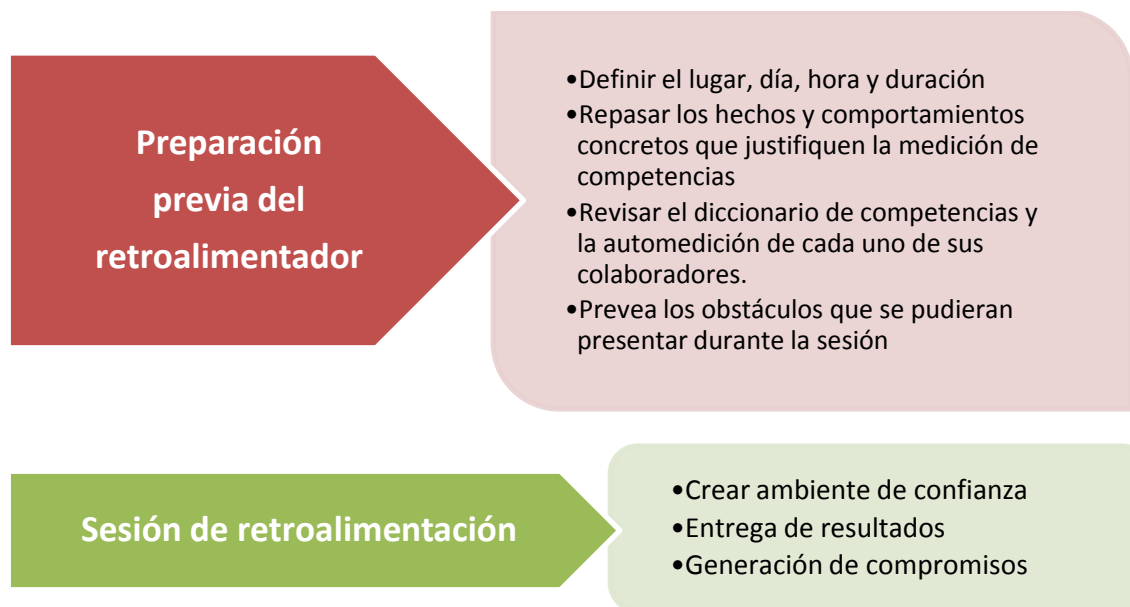 Preparación
previa del
retroalimentador
•Definir el lugar, día, hora y duración
•Repasar los hechos y comportamientos
concretos que justifiquen la medición de
competencias
•Revisar el diccionario de competencias y
la automedición de cada uno de sus
colaboradores.
•Prevea los obstáculos que se pudieran
presentar durante la sesión
Sesión de retroalimentación
•Crear ambiente de confianza
•Entrega de resultados
•Generación de compromisos